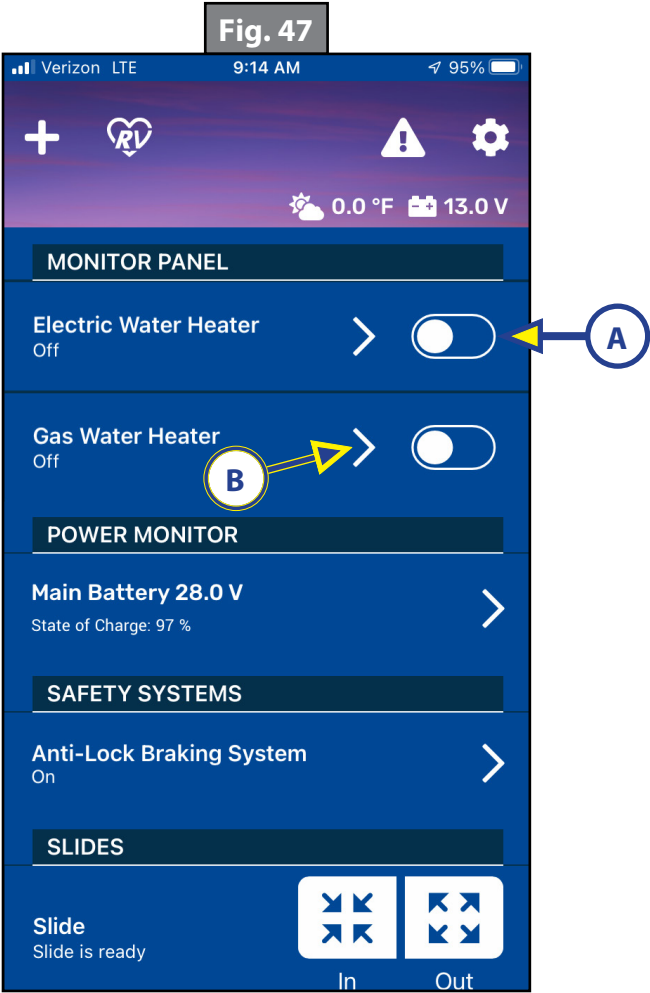 Fig. 47
Verizon LTE 9:14 AM 95%
RV
0.0 °F 13.0 V
MONITOR PANEL
Electric Water Heater
Off
A
Gas Water Heater
Off
B
POWER MONITOR
Main Battery 28.0 V
State of Charge: 97 %
SAFETY SYSTEMS
Anti-Lock Braking System
On
SLIDES
Slide
Slide is ready
In Out